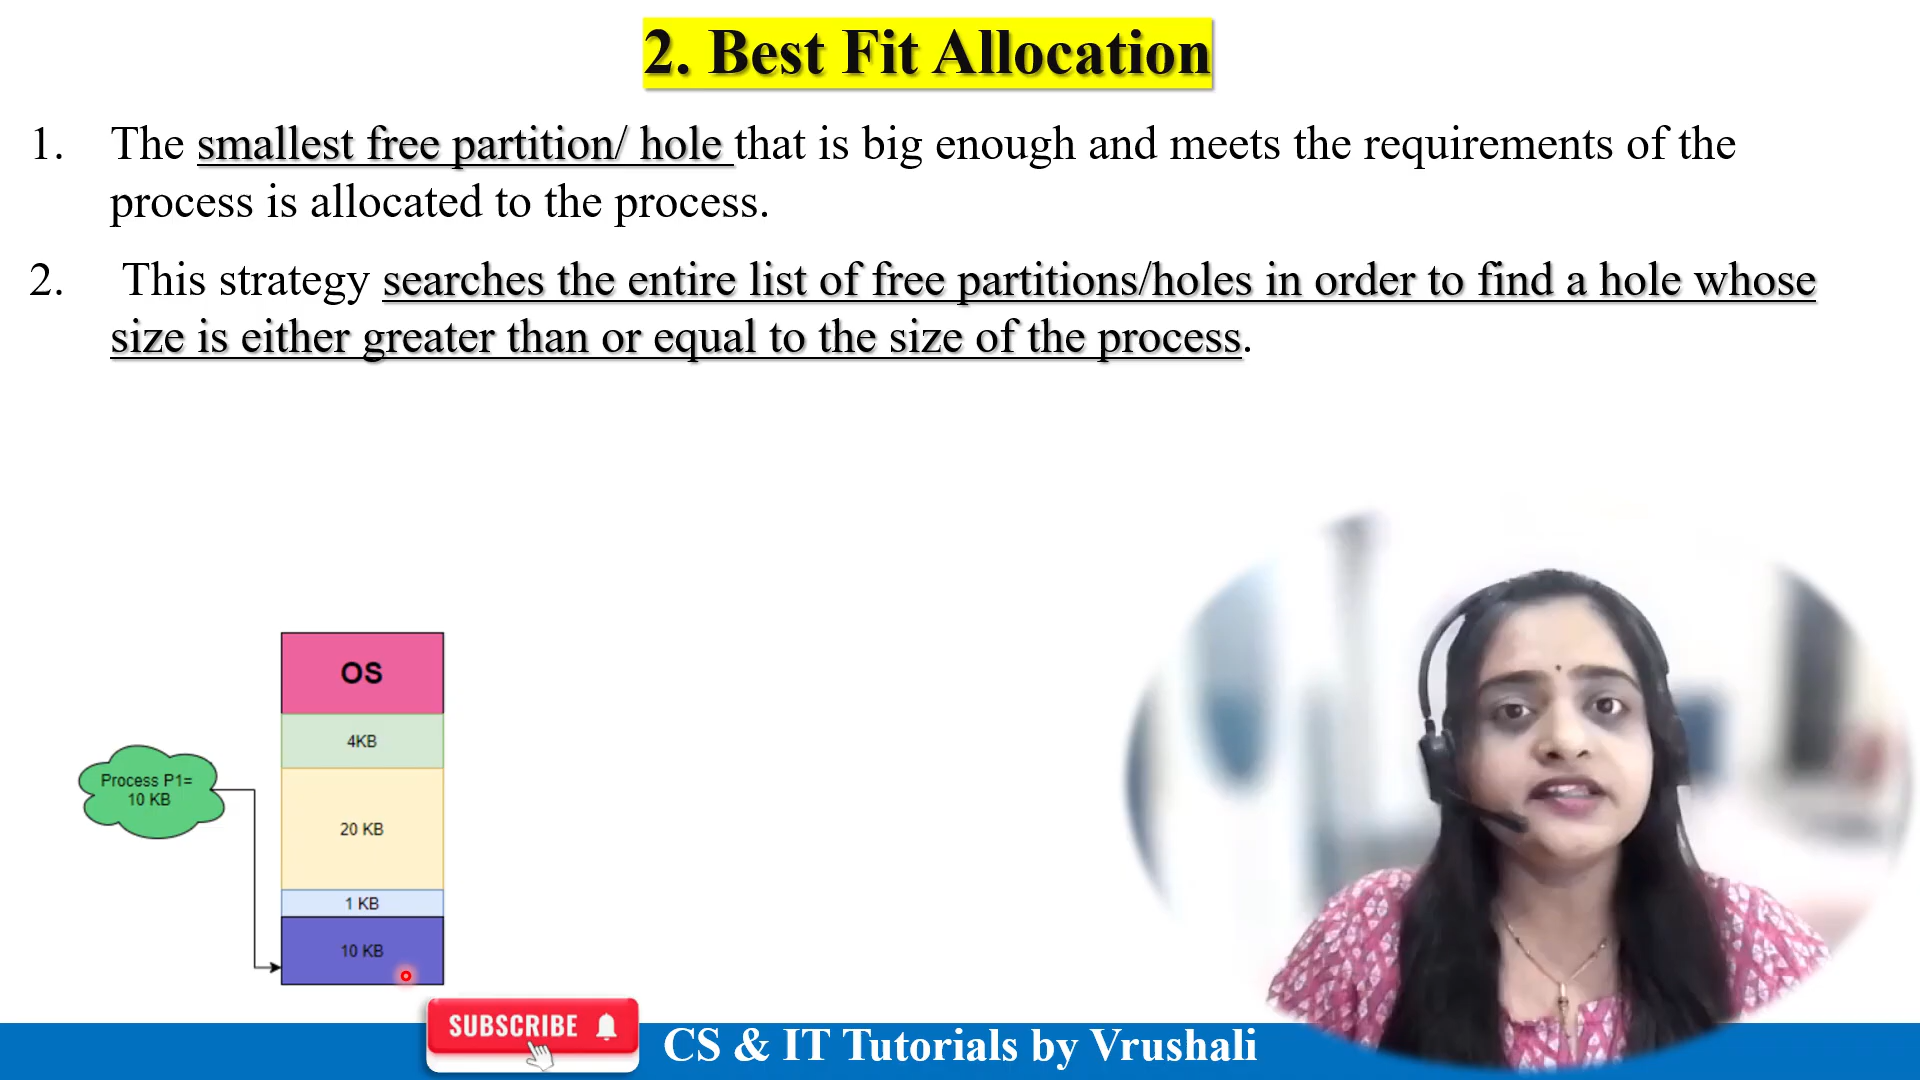 2. Best Fit Allocation
1. The smallest free partition/ hole that is big enough and meets the requirements of the
process is allocated to the process.
2. This strategy searches the entire list of free partitions/holes in order to find a hole whose
size is either greater than or equal to the size of the process.
OS
4KB
Process P1=
10 KB
20 KB
1 KB
10 KB
SUBSCRIBE
CS & IT Tutorials by Vrushali